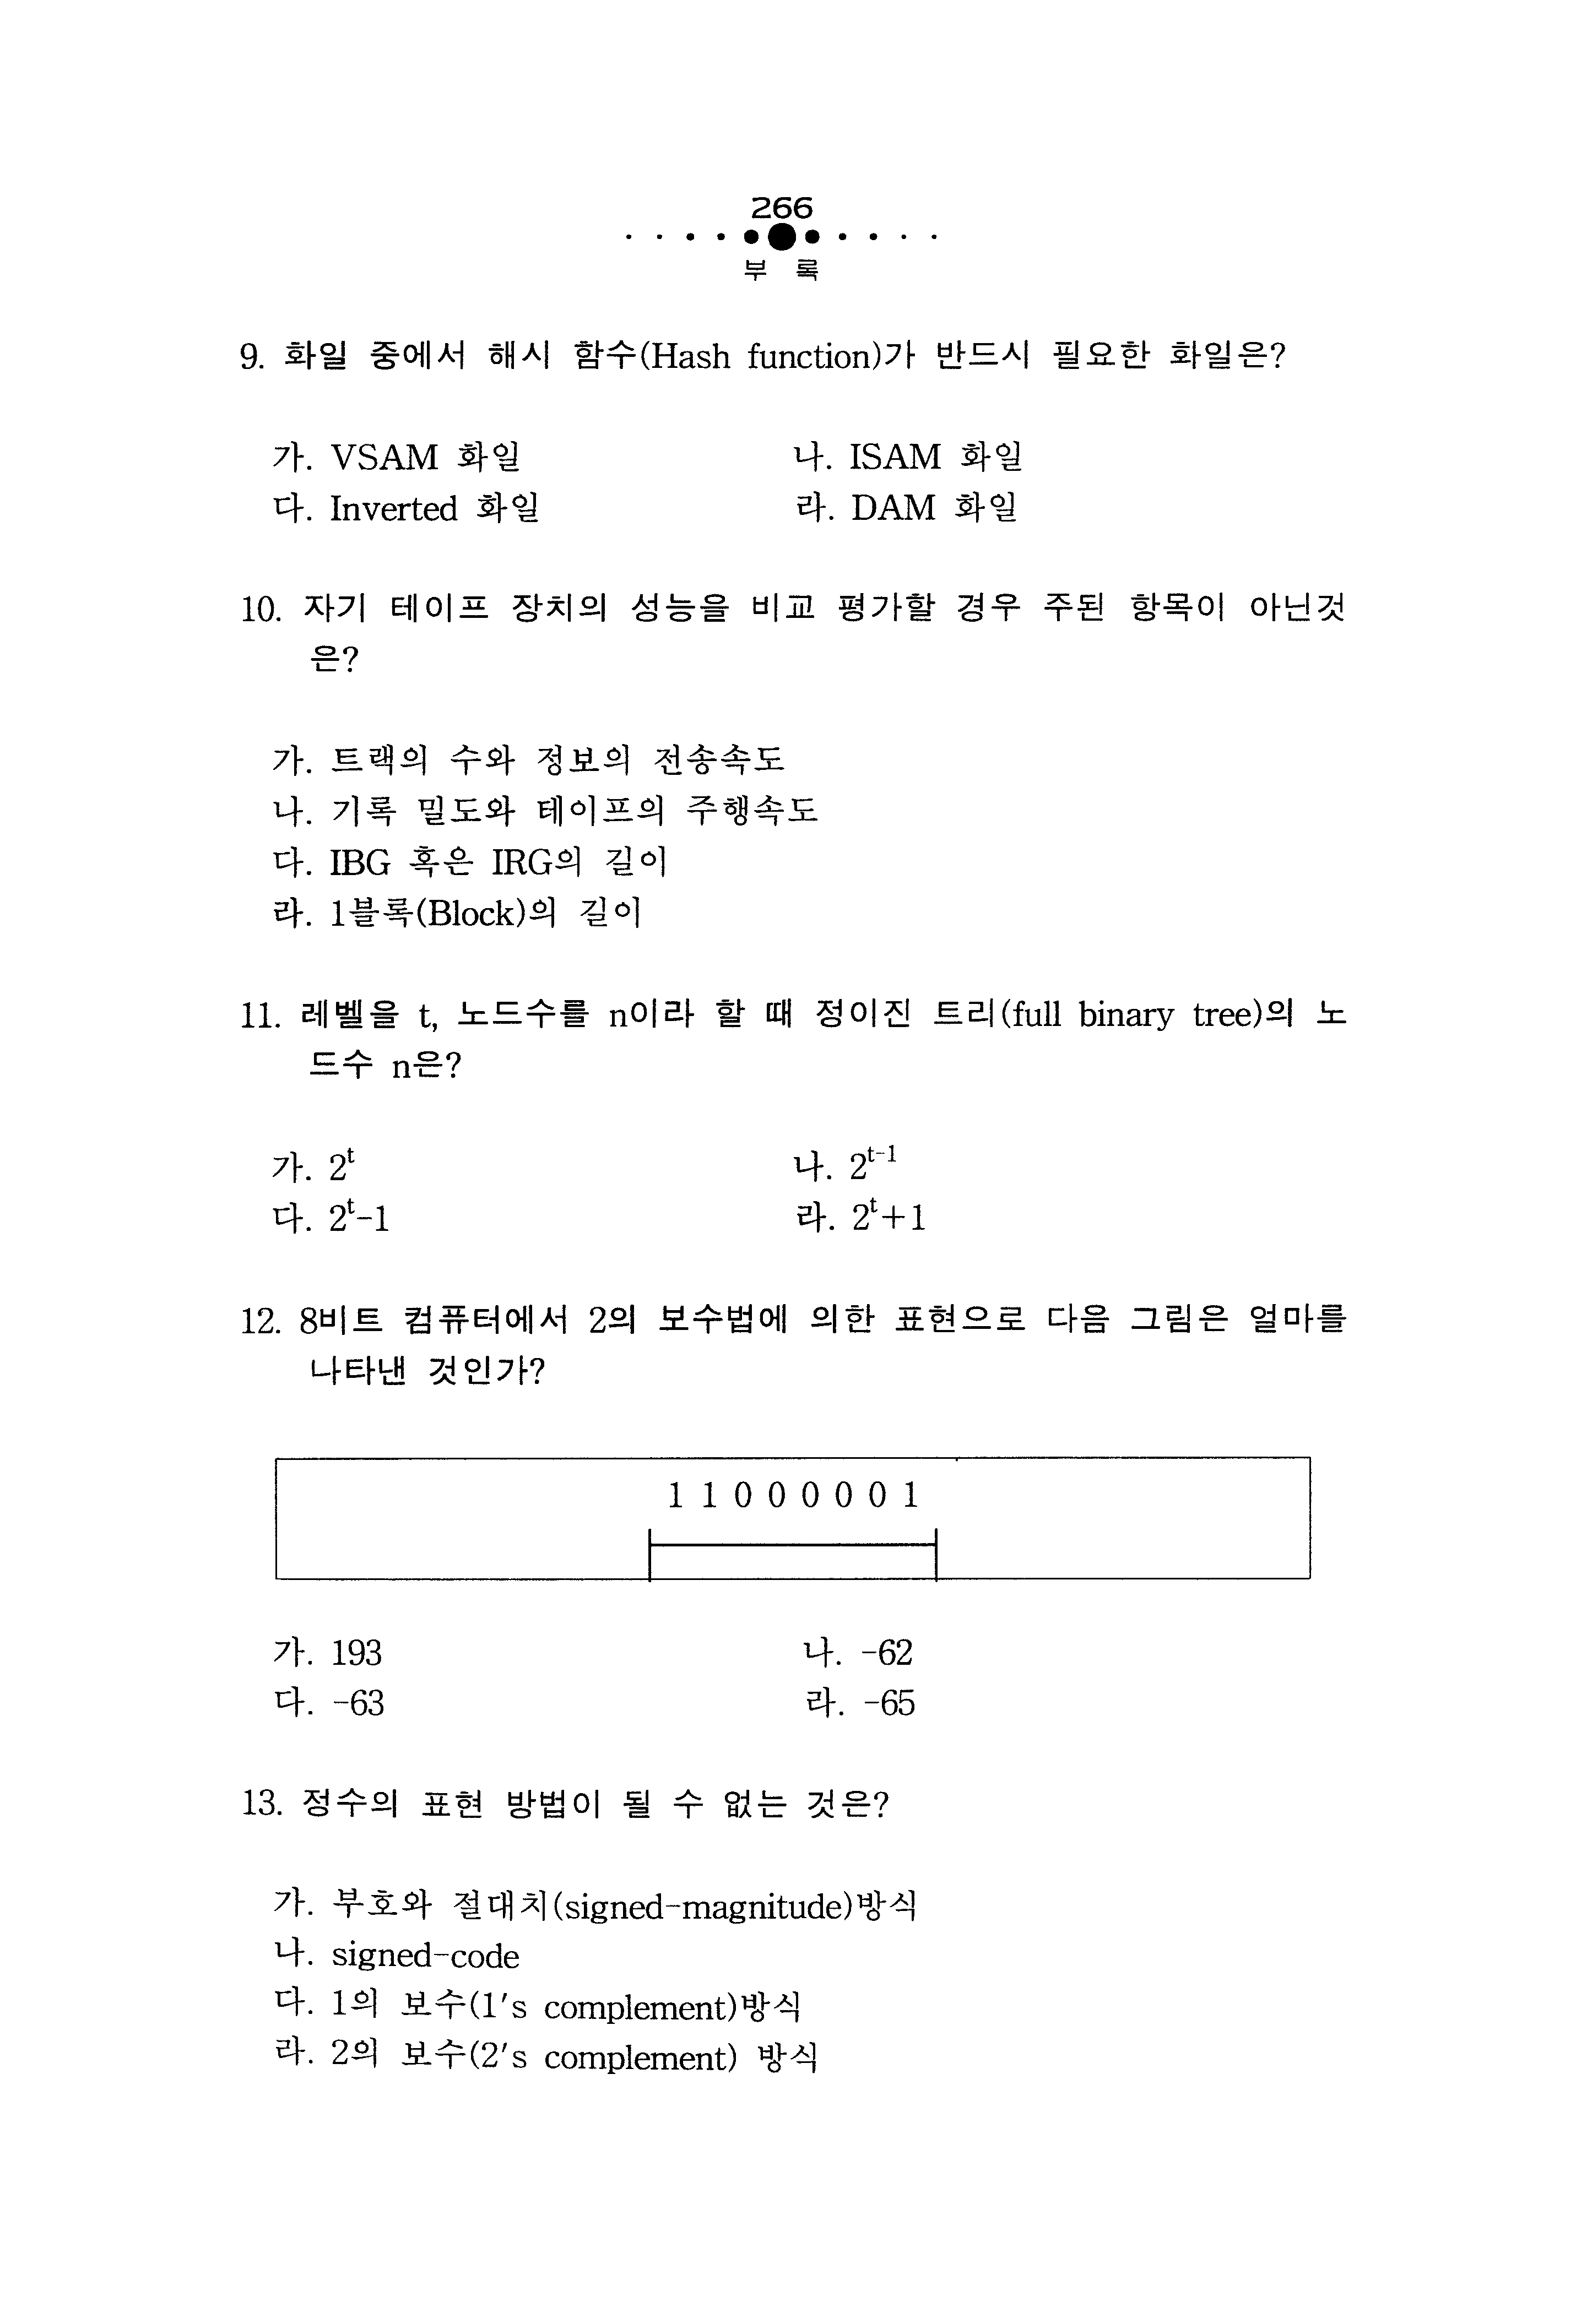 266
부 록
9. 화일 중에서 해시 함수(Hash function)가 반드시 필요한 화일은?
가. VSAM 화일 나. ISAM 화일
다. Inverted 화일 라. DAM 화일
10. 자기 테이프 장치의 성능을 비교 평가할 경우 주된 항목이 아닌것
은?
가. 트랙의 수와 정보의 전송속도
나. 기록 밀도와 테이프의 주행속도
다. IBG 혹은 IRG의 길이
라. 1블록(Block)의 길이
11. 레벨을 t, 노드수를 n이라 할 때 정이진 트리(full binary tree)의 노
드수 n은?
가. 2^t 나. 2^t-1
다. 2^t-1 라. 2^t+1
12. 8비트 컴퓨터에서 2의 보수법에 의한 표현으로 다음 그림은 얼마를
나타낸 것인가?
1 1 0 0 0 0 0 1
가. 193 나. -62
다. -63 라. -65
13. 정수의 표현 방법이 될 수 없는 것은?
가. 부호와 절대치(signed-magnitude)방식
나. signed-code
다. 1의 보수(1's complement)방식
라. 2의 보수(2's complement) 방식